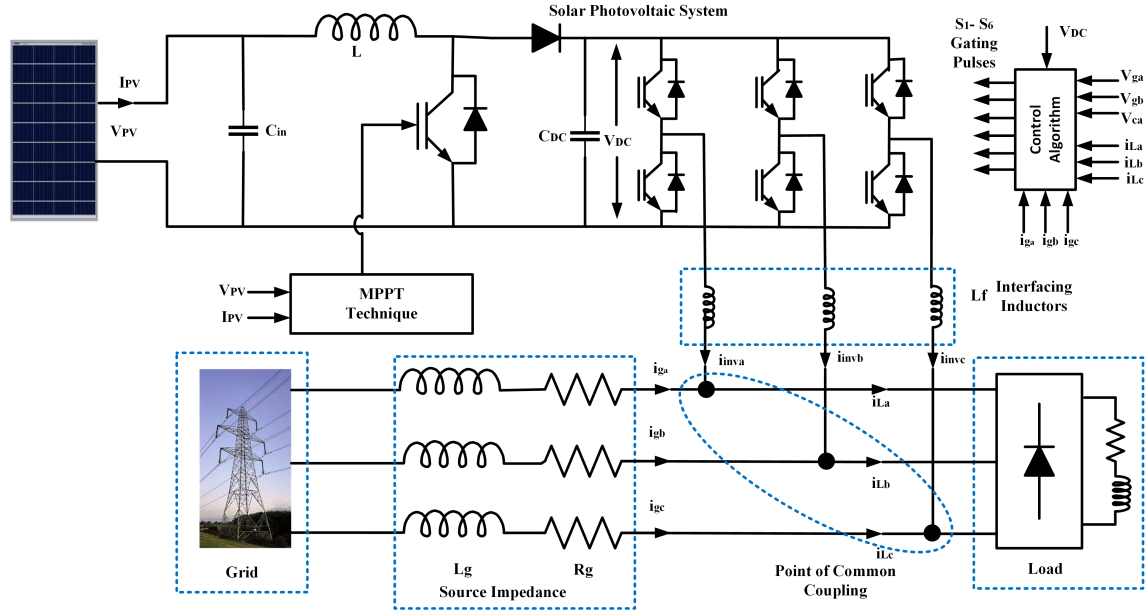 Solar Photovoltaic System
L
IPV
VPV
Cin
CDC
VDC
S1- S6
Gating
Pulses
VDC
Control
Algorithm
Vga
Vgb
Vca
iLa
iLb
iLc
iga
igb
igc
VPV
IPV
MPPT
Technique
Lf
Interfacing
Inductors
iinva
iinvb
iinvc
iga
iLa
igb
iLb
igc
iLc
Grid
Lg
Rg
Source Impedance
Point of Common
Coupling
Load